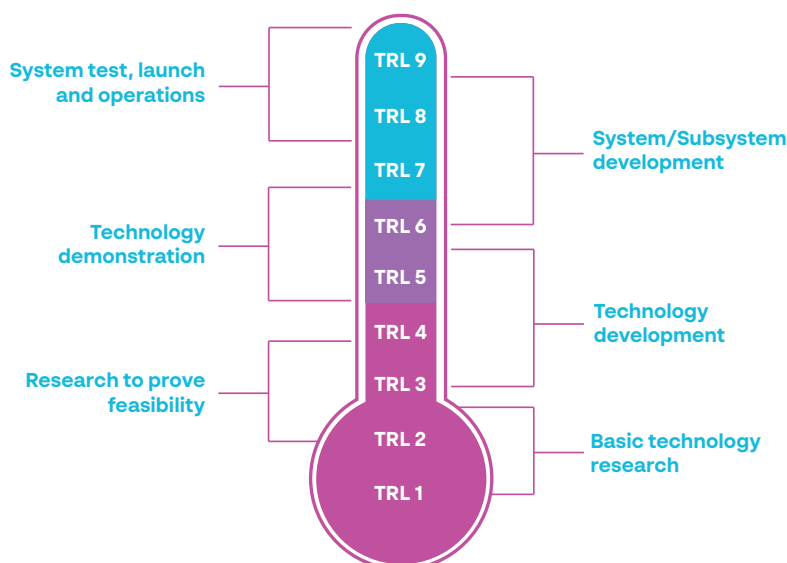 System test, launch
and operations
Technology
demonstration
Research to prove
feasibility
TRL 9
TRL 8
TRL 7
TRL 6
TRL 5
TRL 4
TRL 3
TRL 2
TRL 1
System/Subsystem
development
Technology
development
Basic technology
research